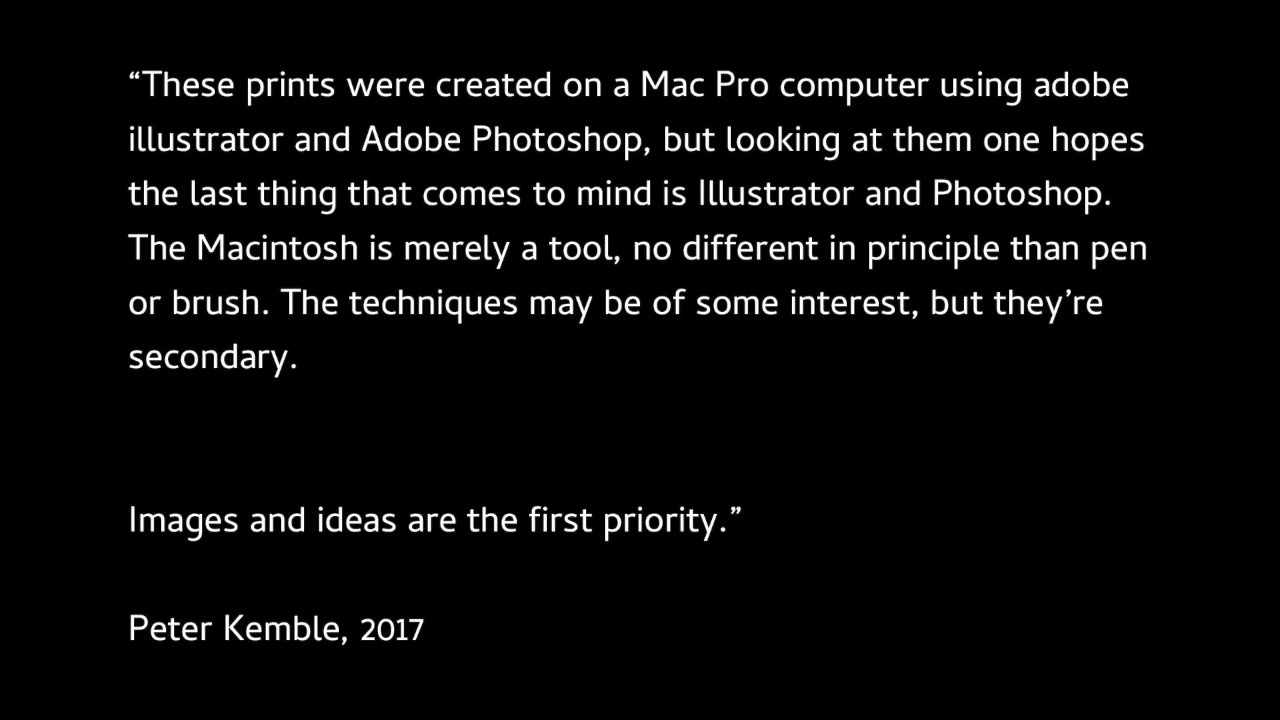 “These prints were created on a Mac Pro computer using adobe
illustrator and Adobe Photoshop, but looking at them one hopes
the last thing that comes to mind is Illustrator and Photoshop.
The Macintosh is merely a tool, no different in principle than pen
or brush. The techniques may be of some interest, but they’re
secondary.
Images and ideas are the first priority.”
Peter Kemble, 2017